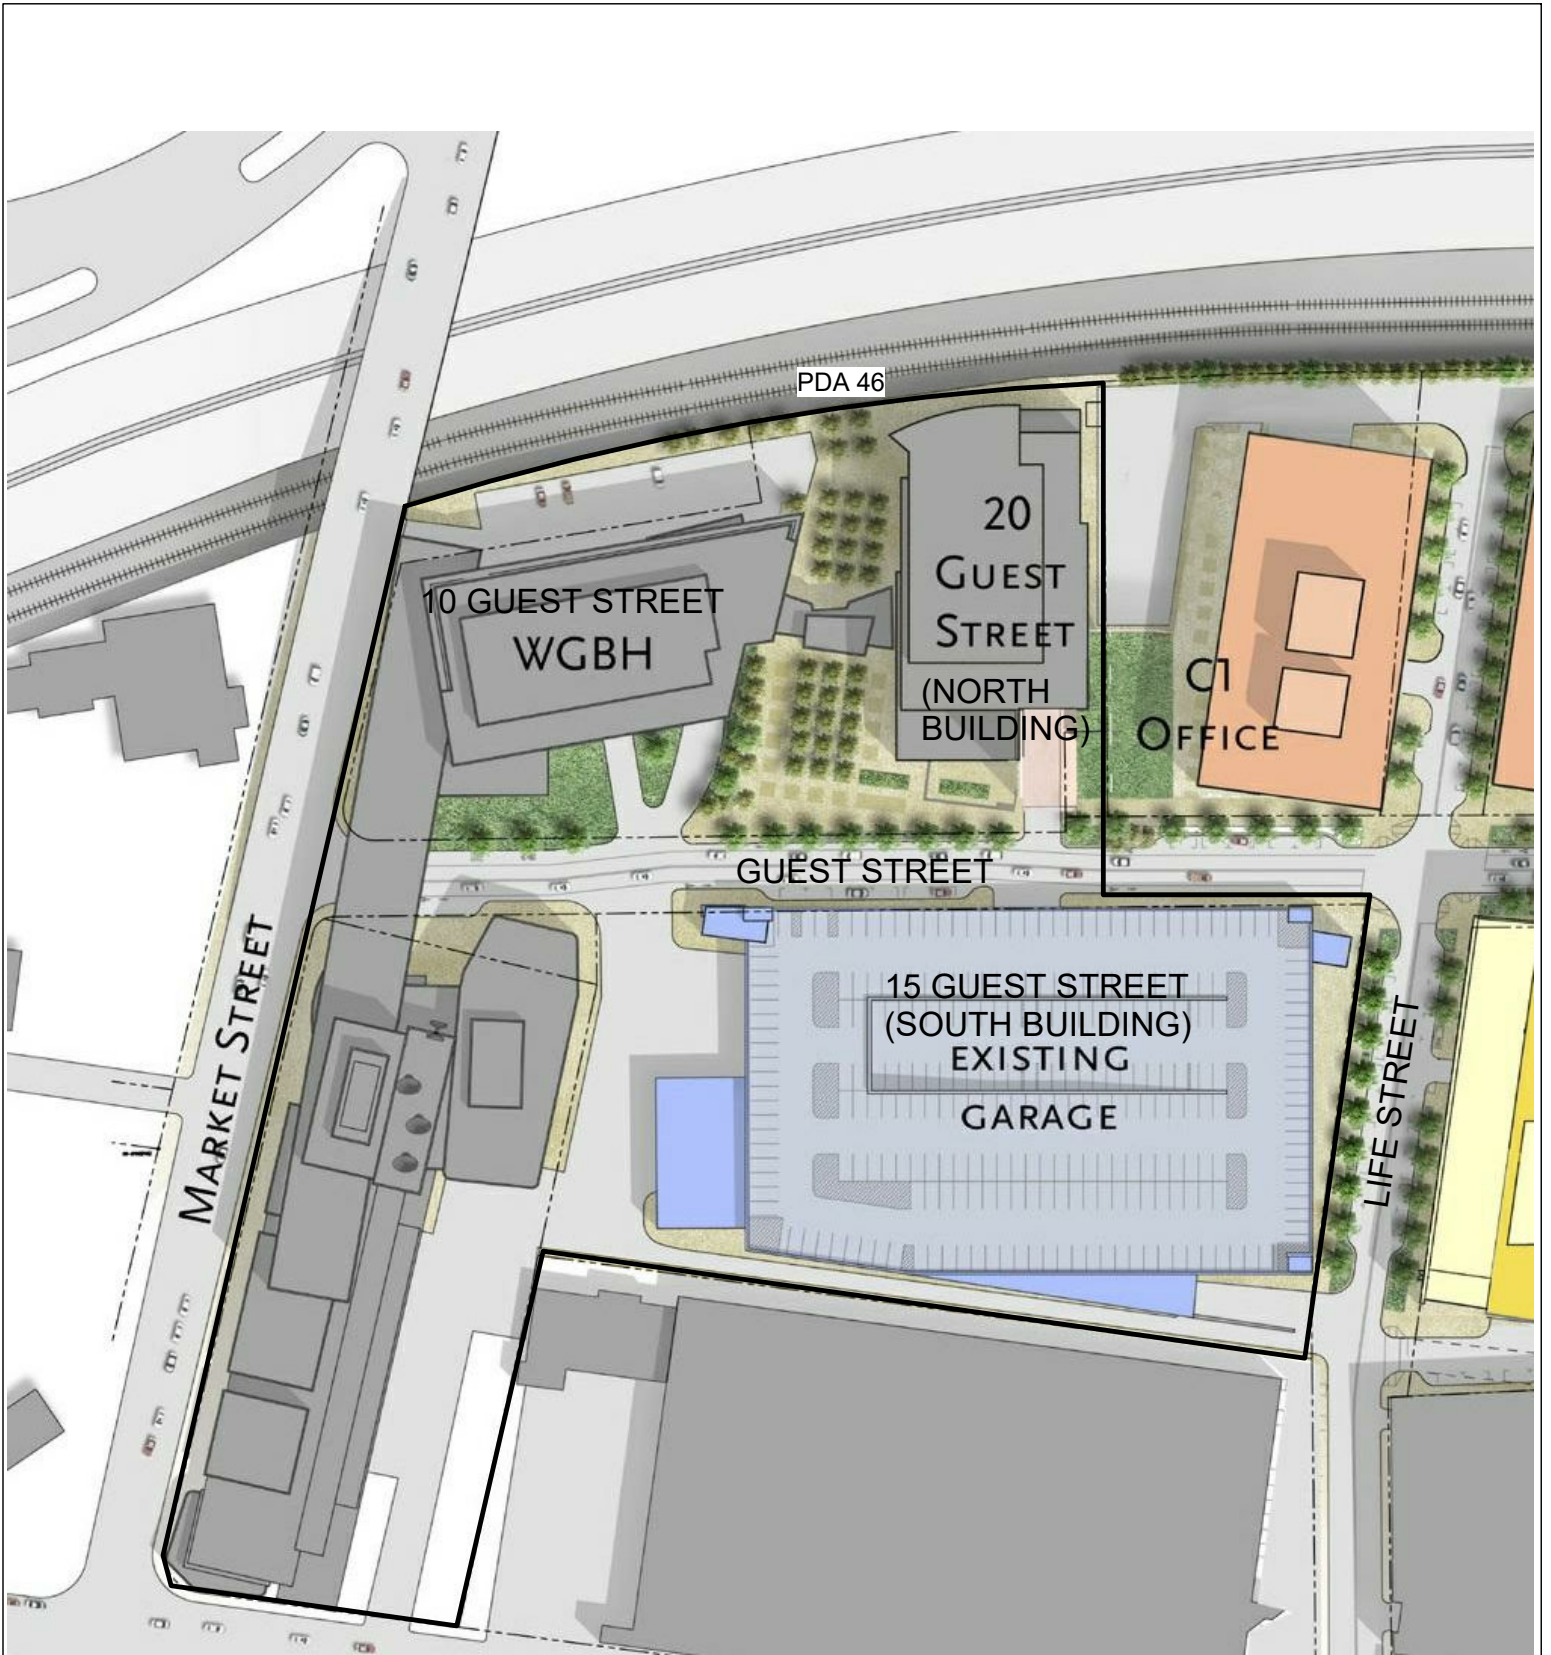 PDA 46
20
GUEST
STREET
10 GUEST STREET
WGBH
(NORTH
BUILDING)
C1
OFFICE
GUEST STREET
MARKET STREET
15 GUEST STREET
(SOUTH BUILDING)
EXISTING
GARAGE
LIFE STREET